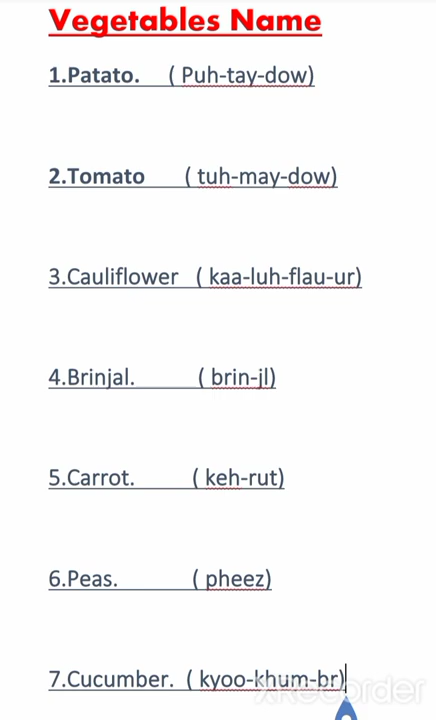 Vegetables Name
1.Patato. ( Puh-tay-dow)
2.Tomato ( tuh-may-dow)
3.Cauliflower ( kaa-luh-flau-ur)
4.Brinjal. ( brin-jl)
5.Carrot. ( keh-rut)
6.Peas. ( pheez)
7.Cucumber. ( kyoo-khum-br)
XRecorder